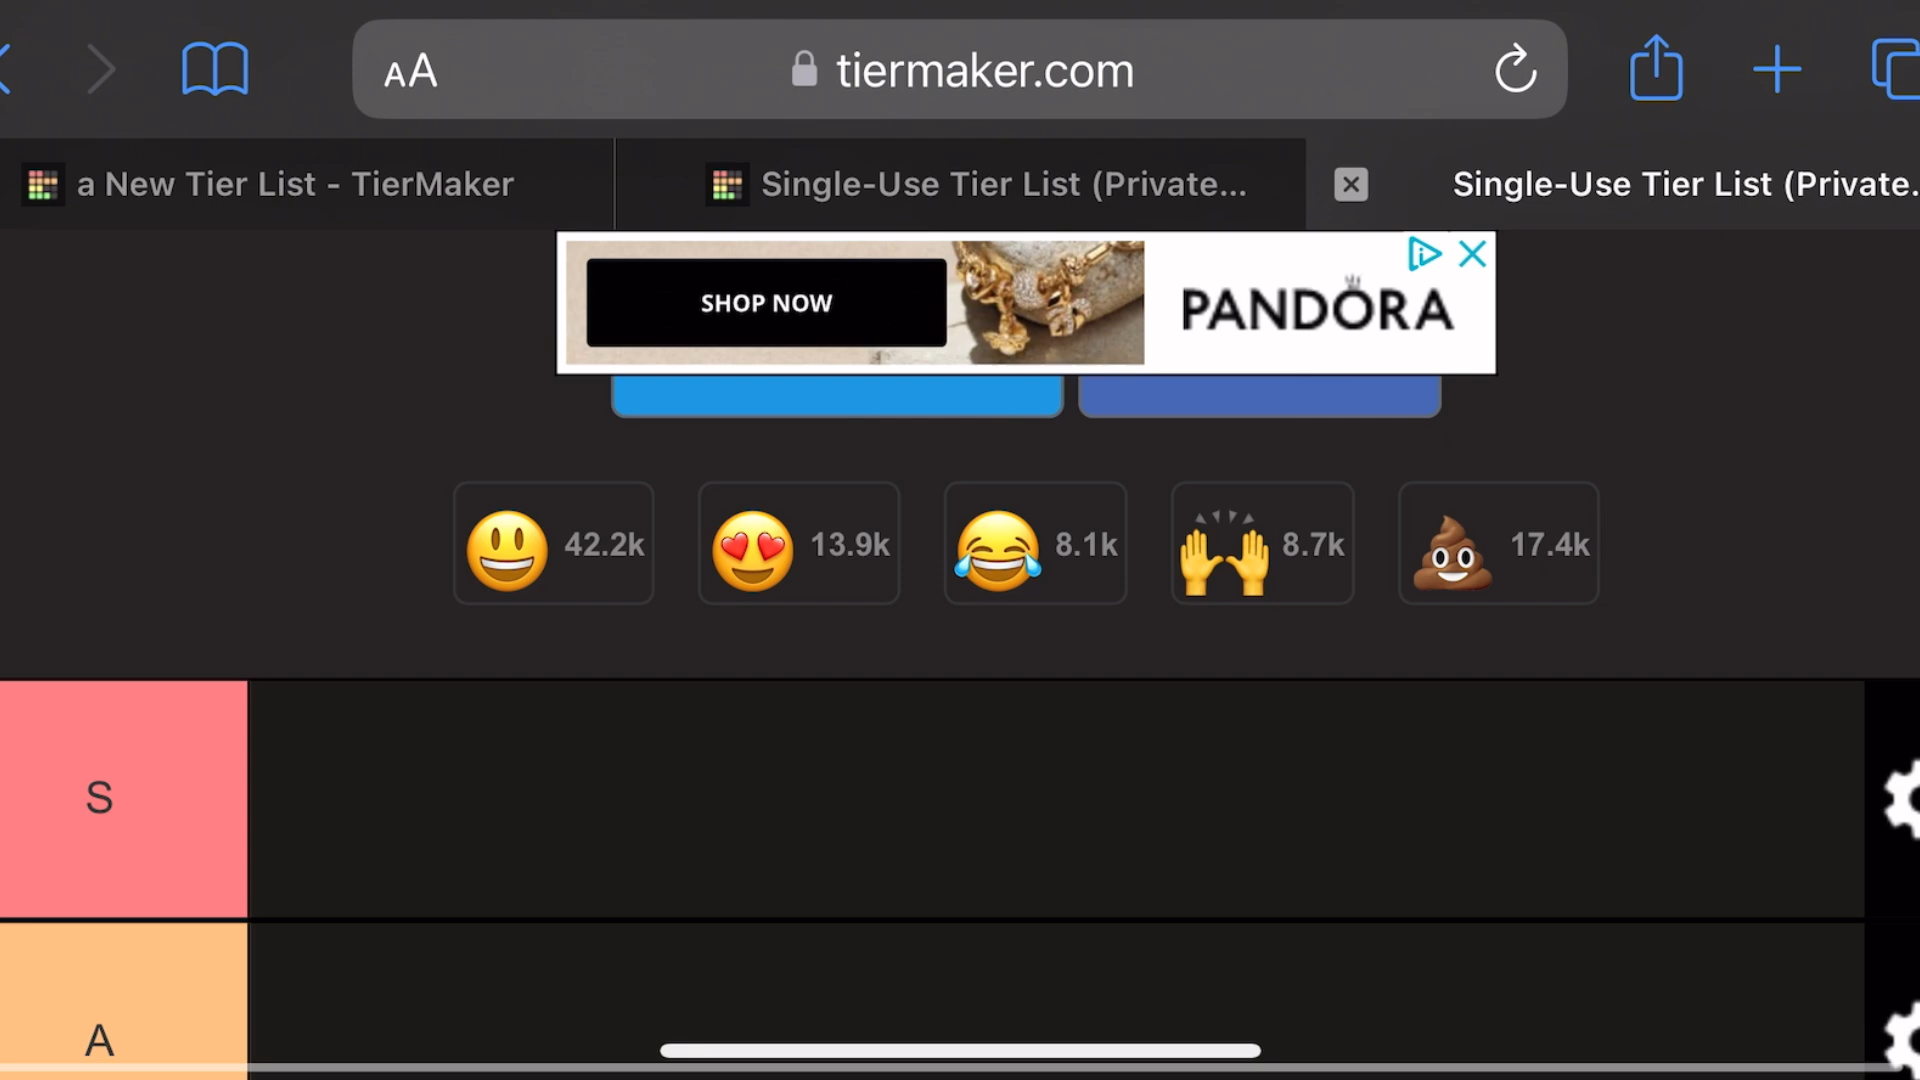 AA
tiermaker.com
a New Tier List - TierMaker
Single-Use Tier List (Private...
Single-Use Tier List (Private.
SHOP NOW
PANDORA
42.2k
13.9k
8.1k
8.7k
17.4k
S
A